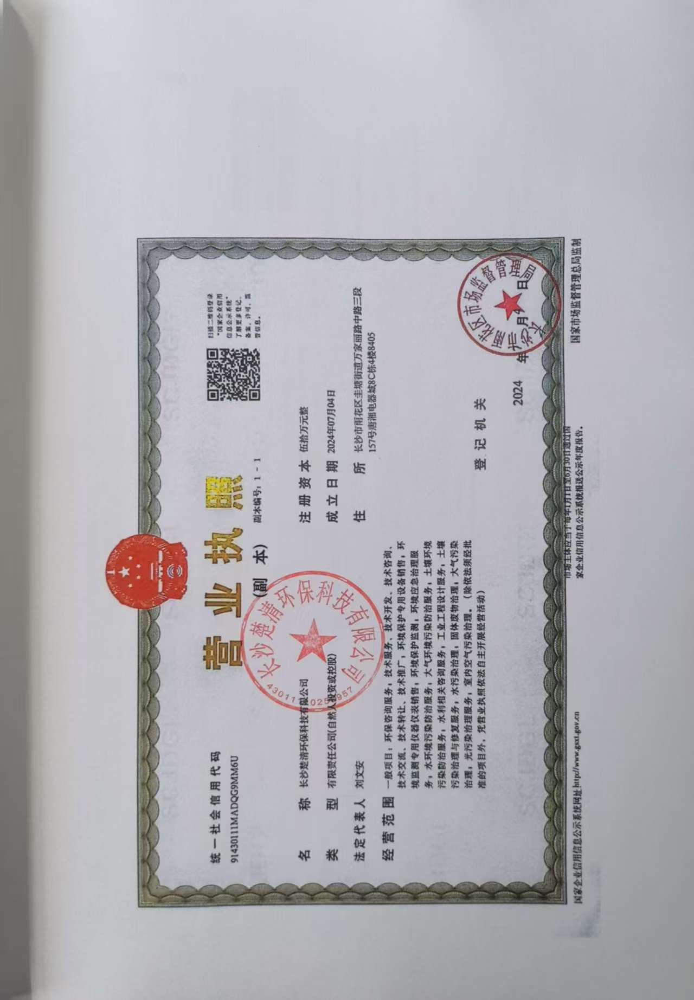 营业执照
(副 本)
副本编号: 1 - 1
统一社会信用代码
91430111MADQG9MM6U
扫描二维码登录
“国家企业信用
信息公示系统”
了解更多登记、
备案、许可、监
管信息。
名 称 长沙楚清环保科技有限公司
类 型 有限责任公司(自然人投资或控股)
法定代表人 刘文安
经营范围 一般项目：环保咨询服务；技术服务、技术开发、技术咨询、
技术交流、技术转让、技术推广；环境保护专用设备销售；环
境监测专用仪器仪表销售；环境保护监测；环境应急治理服
务；水环境污染防治服务；大气环境污染防治服务；土壤环境
污染防治服务；水利相关咨询服务；工业工程设计服务；土壤
污染治理与修复服务；水污染治理；固体废物治理；大气污染
治理；光污染治理服务；室内空气污染治理。（除依法须经批
准的项目外，凭营业执照依法自主开展经营活动）
注册资本 伍拾万元整
成立日期 2024年07月04日
住 所 长沙市雨花区圭塘街道万家丽路中路三段
157号唐湘电器城8C栋4楼8405
长沙楚清环保科技有限公司
登记机关
2024 年 月4日
长沙市雨花区市场监督管理局
国家企业信用信息公示系统网址http://www.gsxt.gov.cn
市场主体应当于每年1月1日至6月30日通过国
家企业信用信息公示系统报送公示年度报告。
国家市场监督管理总局监制